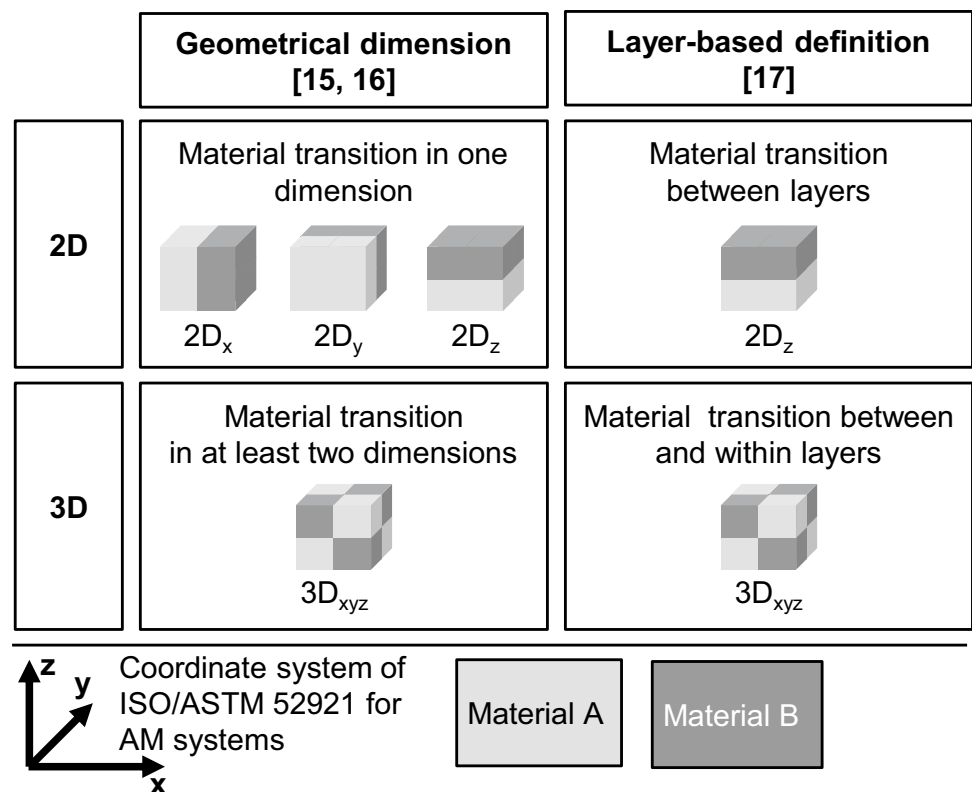 Geometrical dimension
[15, 16]
Layer-based definition
[17]
2D
Material transition in one
dimension
2Dx
2Dy
2Dz
Material transition
between layers
2Dz
3D
Material transition
in at least two dimensions
3Dxyz
Material transition between
and within layers
3Dxyz
z
y
x
Coordinate system of
ISO/ASTM 52921 for
AM systems
Material A
Material B